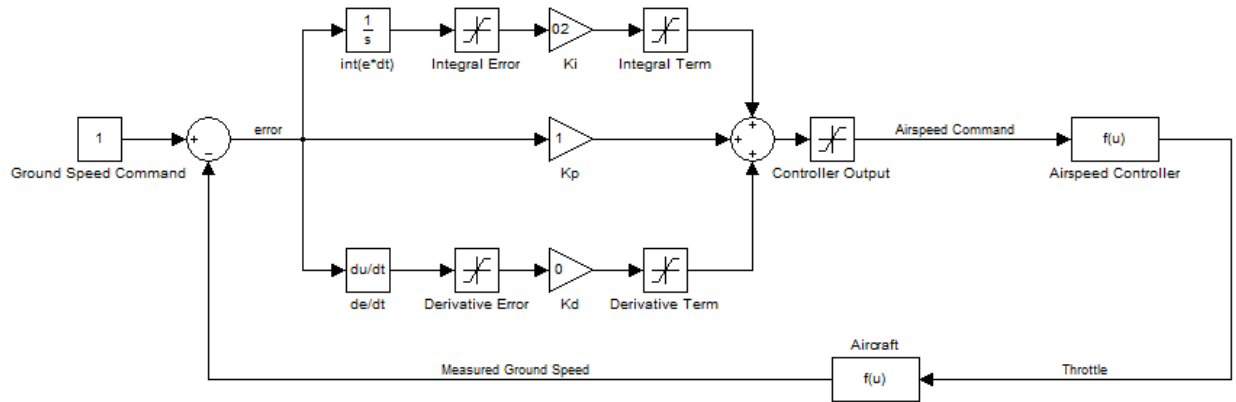 1
s
int(e*dt)
Integral Error
02
Ki
Integral Term
1
Ground Speed Command
+
−
error
1
Kp
+
+
+
Controller Output
Airspeed Command
f(u)
Airspeed Controller
du/dt
de/dt
Derivative Error
0
Kd
Derivative Term
Measured Ground Speed
Aircraft
f(u)
Throttle